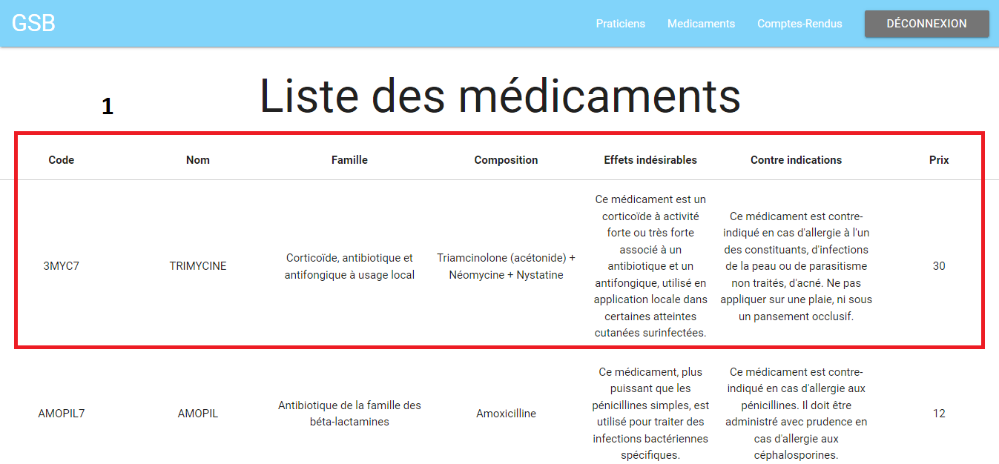 GSB
Praticiens Medicaments Comptes-Rendus DÉCONNEXION
1
Liste des médicaments
Code Nom Famille Composition Effets indésirables Contre indications Prix
3MYC7
TRIMYCINE
Corticoïde, antibiotique et
antifongique à usage local
Triamcinolone (acétonide) +
Néomycine + Nystatine
Ce médicament est un
corticoïde à activité
forte ou très forte
associé à un
antibiotique et un
antifongique, utilisé en
application locale dans
certaines atteintes
cutanées surinfectées.
Ce médicament est contre-
indiqué en cas d'allergie à l'un
des constituants, d'infections
de la peau ou de parasitisme
non traités, d'acné. Ne pas
appliquer sur une plaie, ni sous
un pansement occlusif.
30
AMOPIL7
AMOPIL
Antibiotique de la famille des
béta-lactamines
Amoxicilline
Ce médicament, plus
puissant que les
pénicillines simples, est
utilisé pour traiter des
infections bactériennes
spécifiques.
Ce médicament est contre-
indiqué en cas d'allergie aux
pénicillines. Il doit être
administré avec prudence en
cas d'allergie aux
céphalosporines.
12